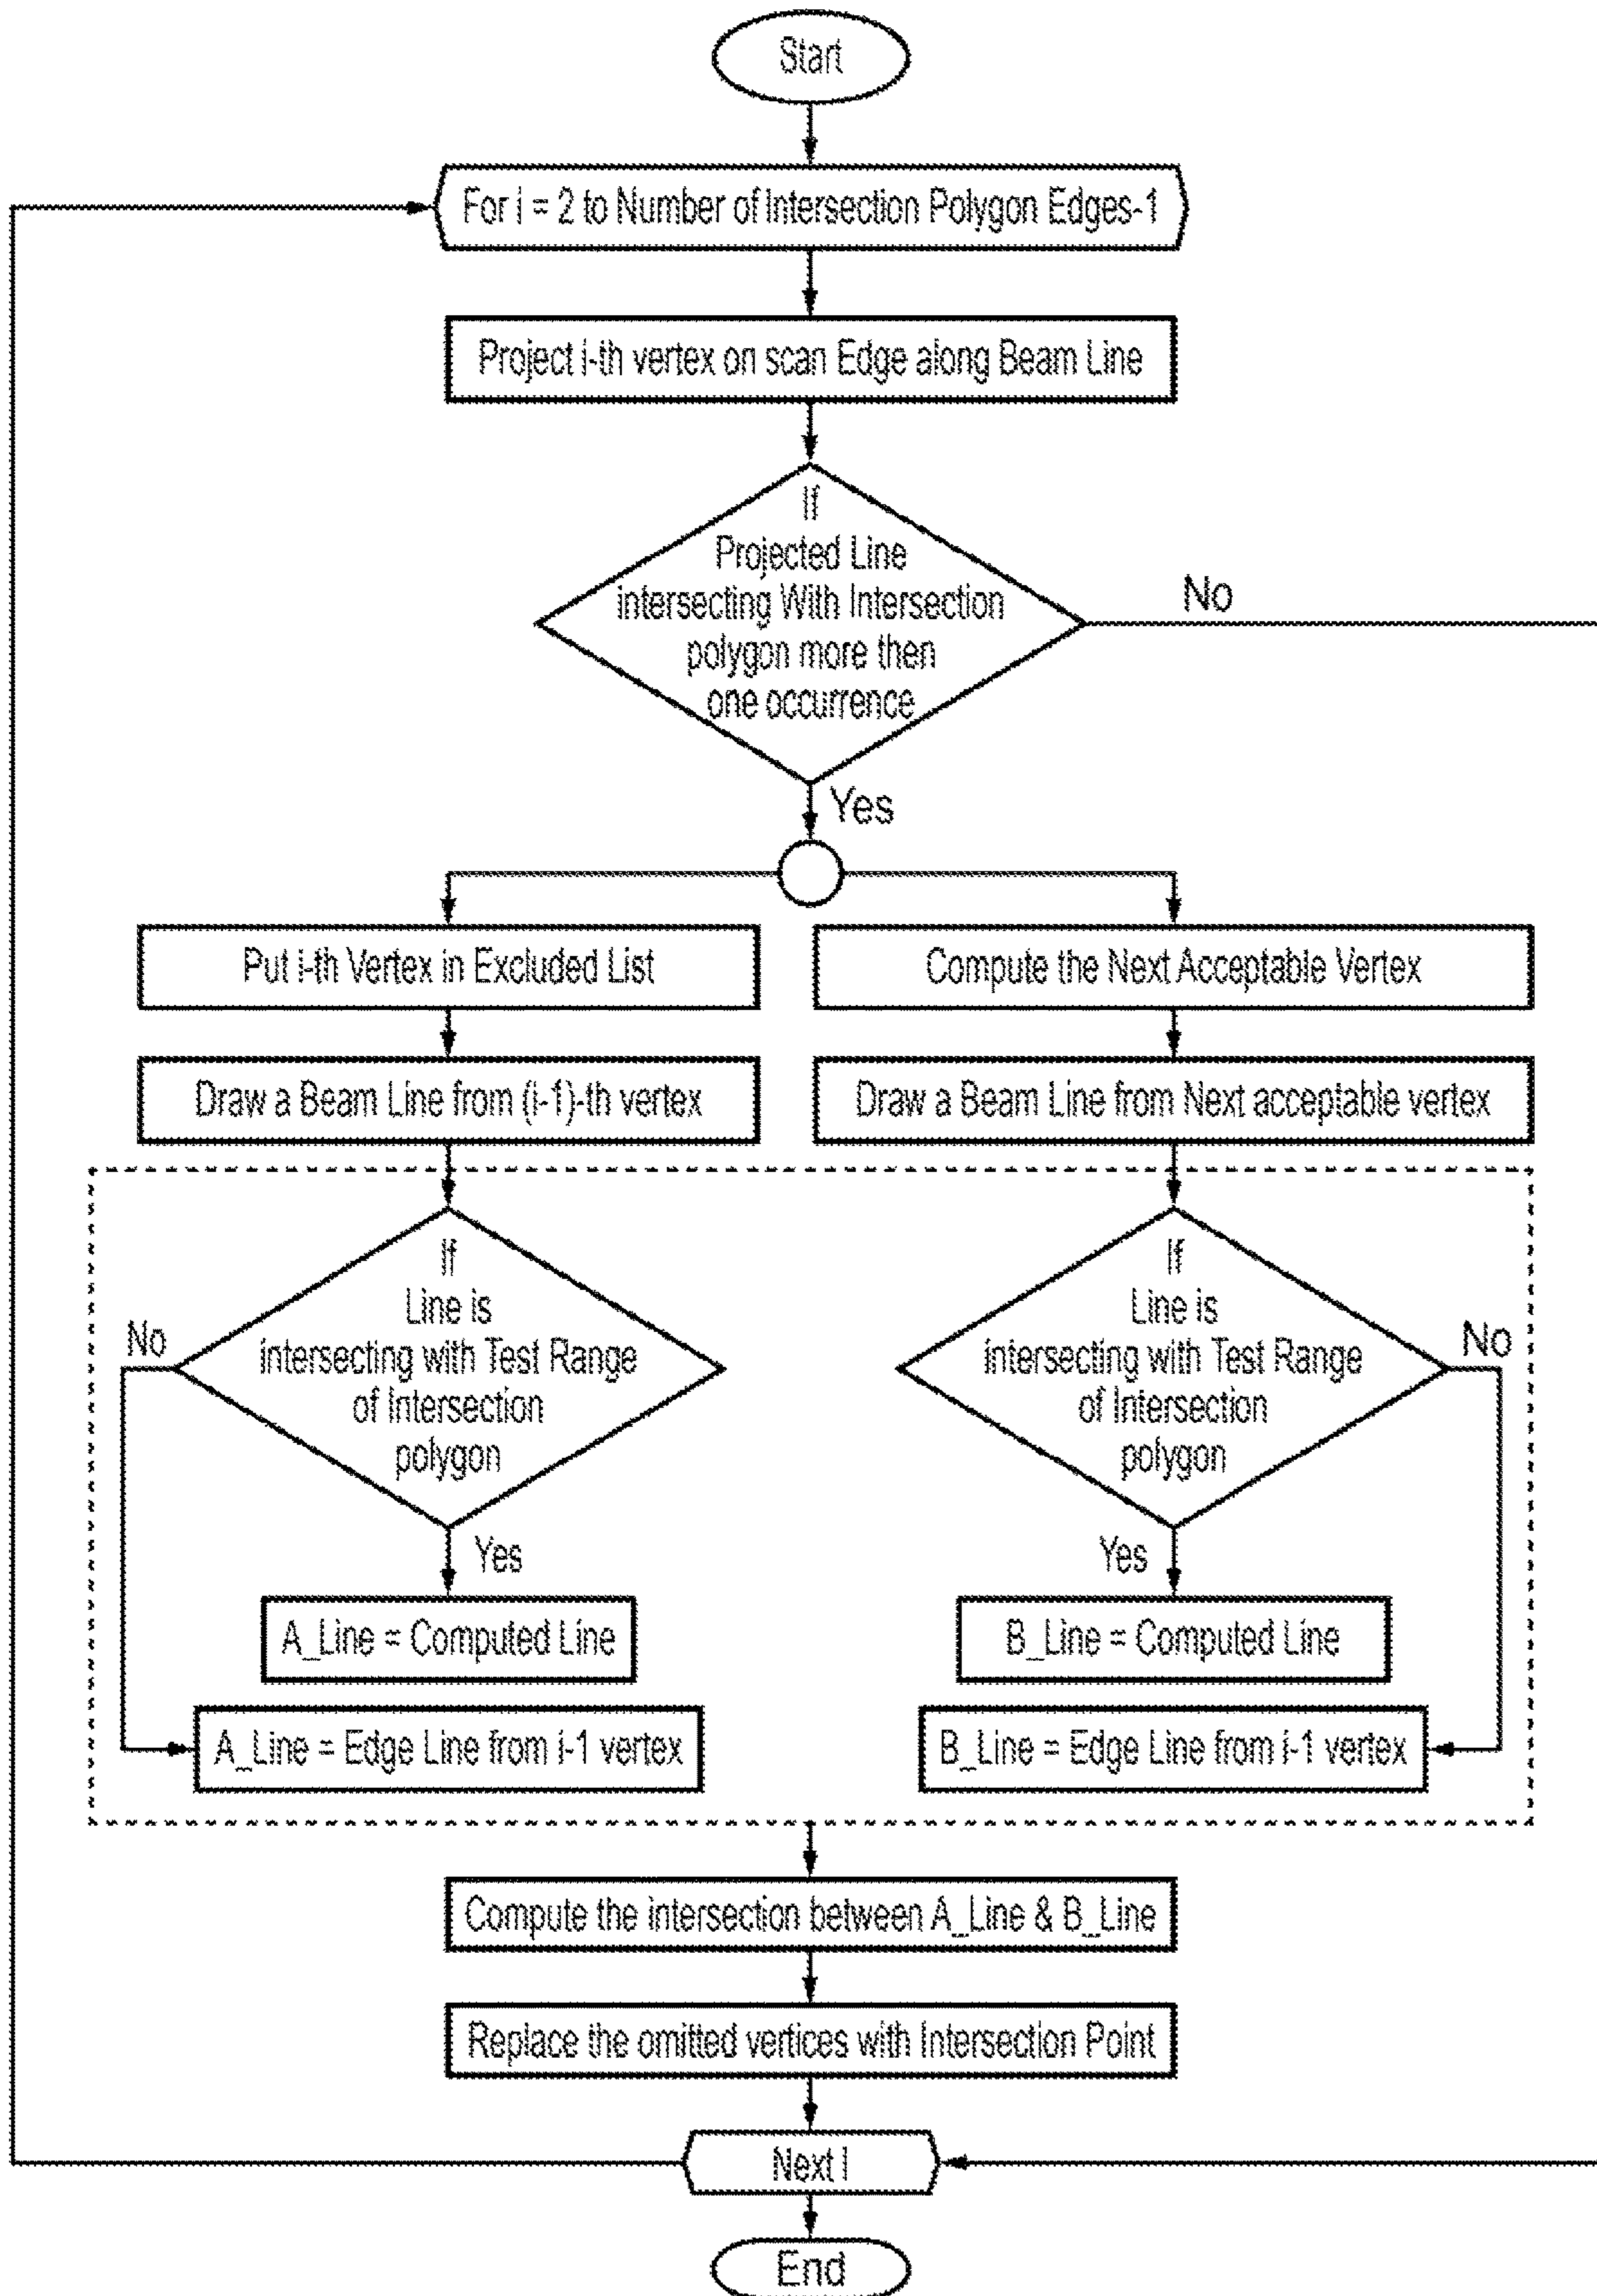 Start
For i = 2 to Number of Intersection Polygon Edges-1
Project i-th vertex on scan Edge along Beam Line
If
Projected Line
intersecting With Intersection
polygon more then
one occurrence
No
Yes
Put i-th Vertex in Excluded List
Compute the Next Acceptable Vertex
Draw a Beam Line from (i-1)-th vertex
Draw a Beam Line from Next acceptable vertex
If
Line is
intersecting with Test Range
of Intersection
polygon
No
Yes
If
Line is
intersecting with Test Range
of Intersection
polygon
No
Yes
A_Line = Computed Line
B_Line = Computed Line
A_Line = Edge Line from i-1 vertex
B_Line = Edge Line from i-1 vertex
Compute the intersection between A_Line & B_Line
Replace the omitted vertices with Intersection Point
Next I
End